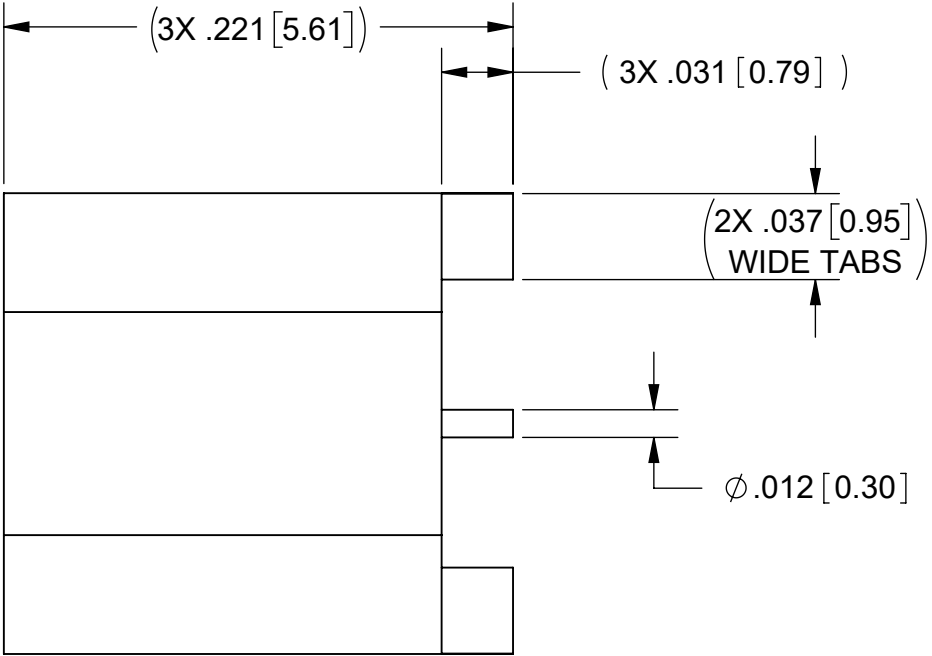 (3X .221 [5.61])
( 3X .031 [0.79] )
(2X .037 [0.95]
WIDE TABS )
⌀.012 [0.30]